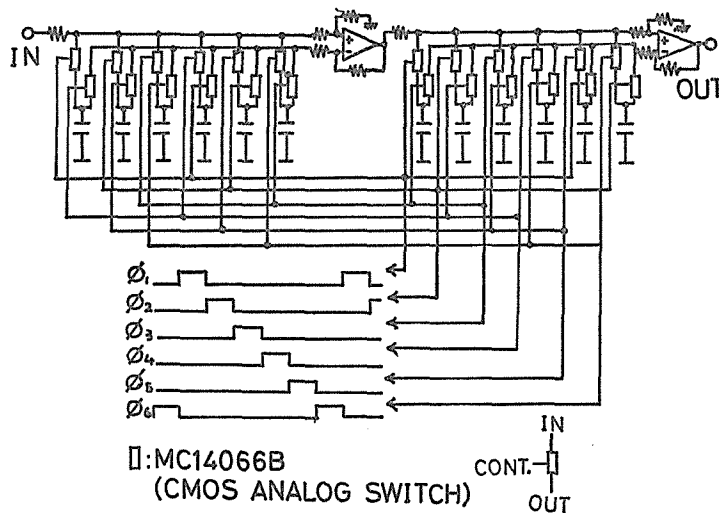 IN
OUT
Ø1
Ø2
Ø3
Ø4
Ø5
Ø6
▯:MC14066B
(CMOS ANALOG SWITCH)
IN
CONT.
OUT